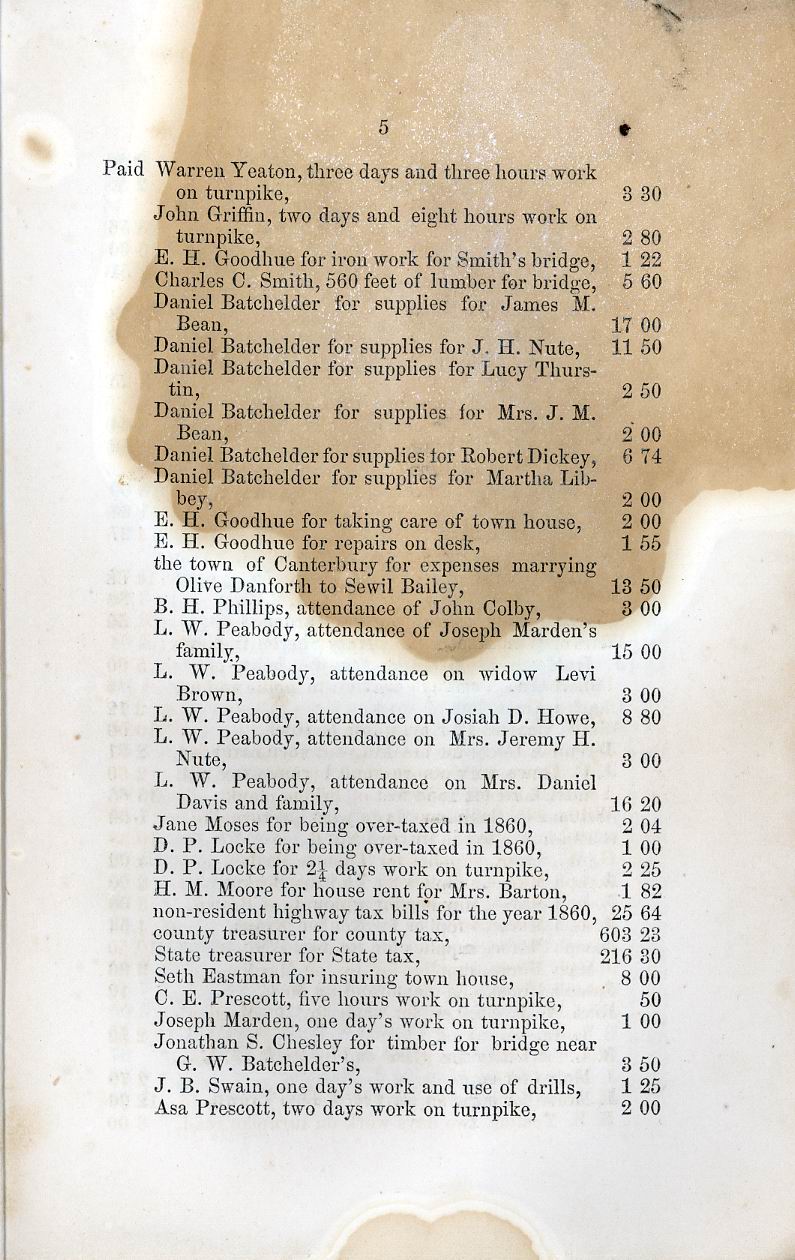 5
Paid Warren Yeaton, three days and three hours work
on turnpike, 3 30
John Griffin, two days and eight hours work on
turnpike, 2 80
E. H. Goodhue for iron work for Smith's bridge, 1 22
Charles C. Smith, 560 feet of lumber for bridge, 5 60
Daniel Batchelder for supplies for James M.
Bean, 17 00
Daniel Batchelder for supplies for J. H. Nute, 11 50
Daniel Batchelder for supplies for Lucy Thurs-
tin, 2 50
Daniel Batchelder for supplies for Mrs. J. M.
Bean, 2 00
Daniel Batchelder for supplies for Robert Dickey, 6 74
Daniel Batchelder for supplies for Martha Lib-
bey, 2 00
E. H. Goodhue for taking care of town house, 2 00
E. H. Goodhue for repairs on desk, 1 55
the town of Canterbury for expenses marrying
Olive Danforth to Sewil Bailey, 13 50
B. H. Phillips, attendance of John Colby, 3 00
L. W. Peabody, attendance of Joseph Marden's
family, 15 00
L. W. Peabody, attendance on widow Levi
Brown, 3 00
L. W. Peabody, attendance on Josiah D. Howe, 8 80
L. W. Peabody, attendance on Mrs. Jeremy H.
Nute, 3 00
L. W. Peabody, attendance on Mrs. Daniel
Davis and family, 16 20
Jane Moses for being over-taxed in 1860, 2 04
D. P. Locke for being over-taxed in 1860, 1 00
D. P. Locke for 2¼ days work on turnpike, 2 25
H. M. Moore for house rent for Mrs. Barton, 1 82
non-resident highway tax bills for the year 1860, 25 64
county treasurer for county tax, 603 23
State treasurer for State tax, 216 30
Seth Eastman for insuring town house, 8 00
C. E. Prescott, five hours work on turnpike, 50
Joseph Marden, one day's work on turnpike, 1 00
Jonathan S. Chesley for timber for bridge near
G. W. Batchelder's, 3 50
J. B. Swain, one day's work and use of drills, 1 25
Asa Prescott, two days work on turnpike, 2 00